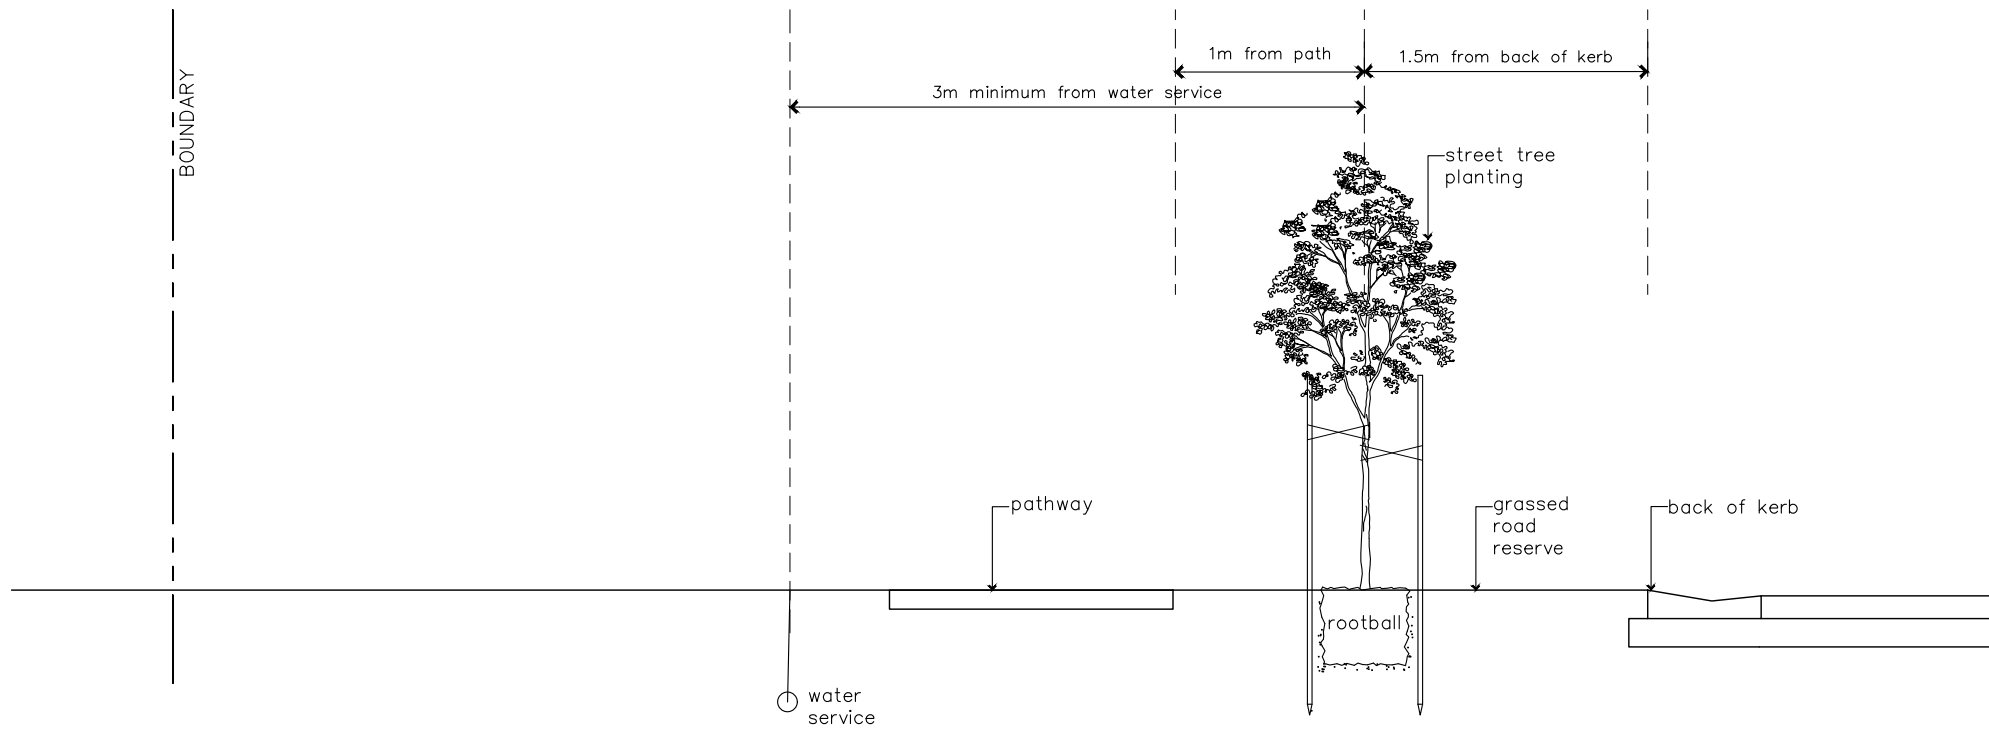 1m from path
1.5m from back of kerb
3m minimum from water service
BOUNDARY
street tree
planting
pathway
grassed
road
reserve
back of kerb
rootball
water
service